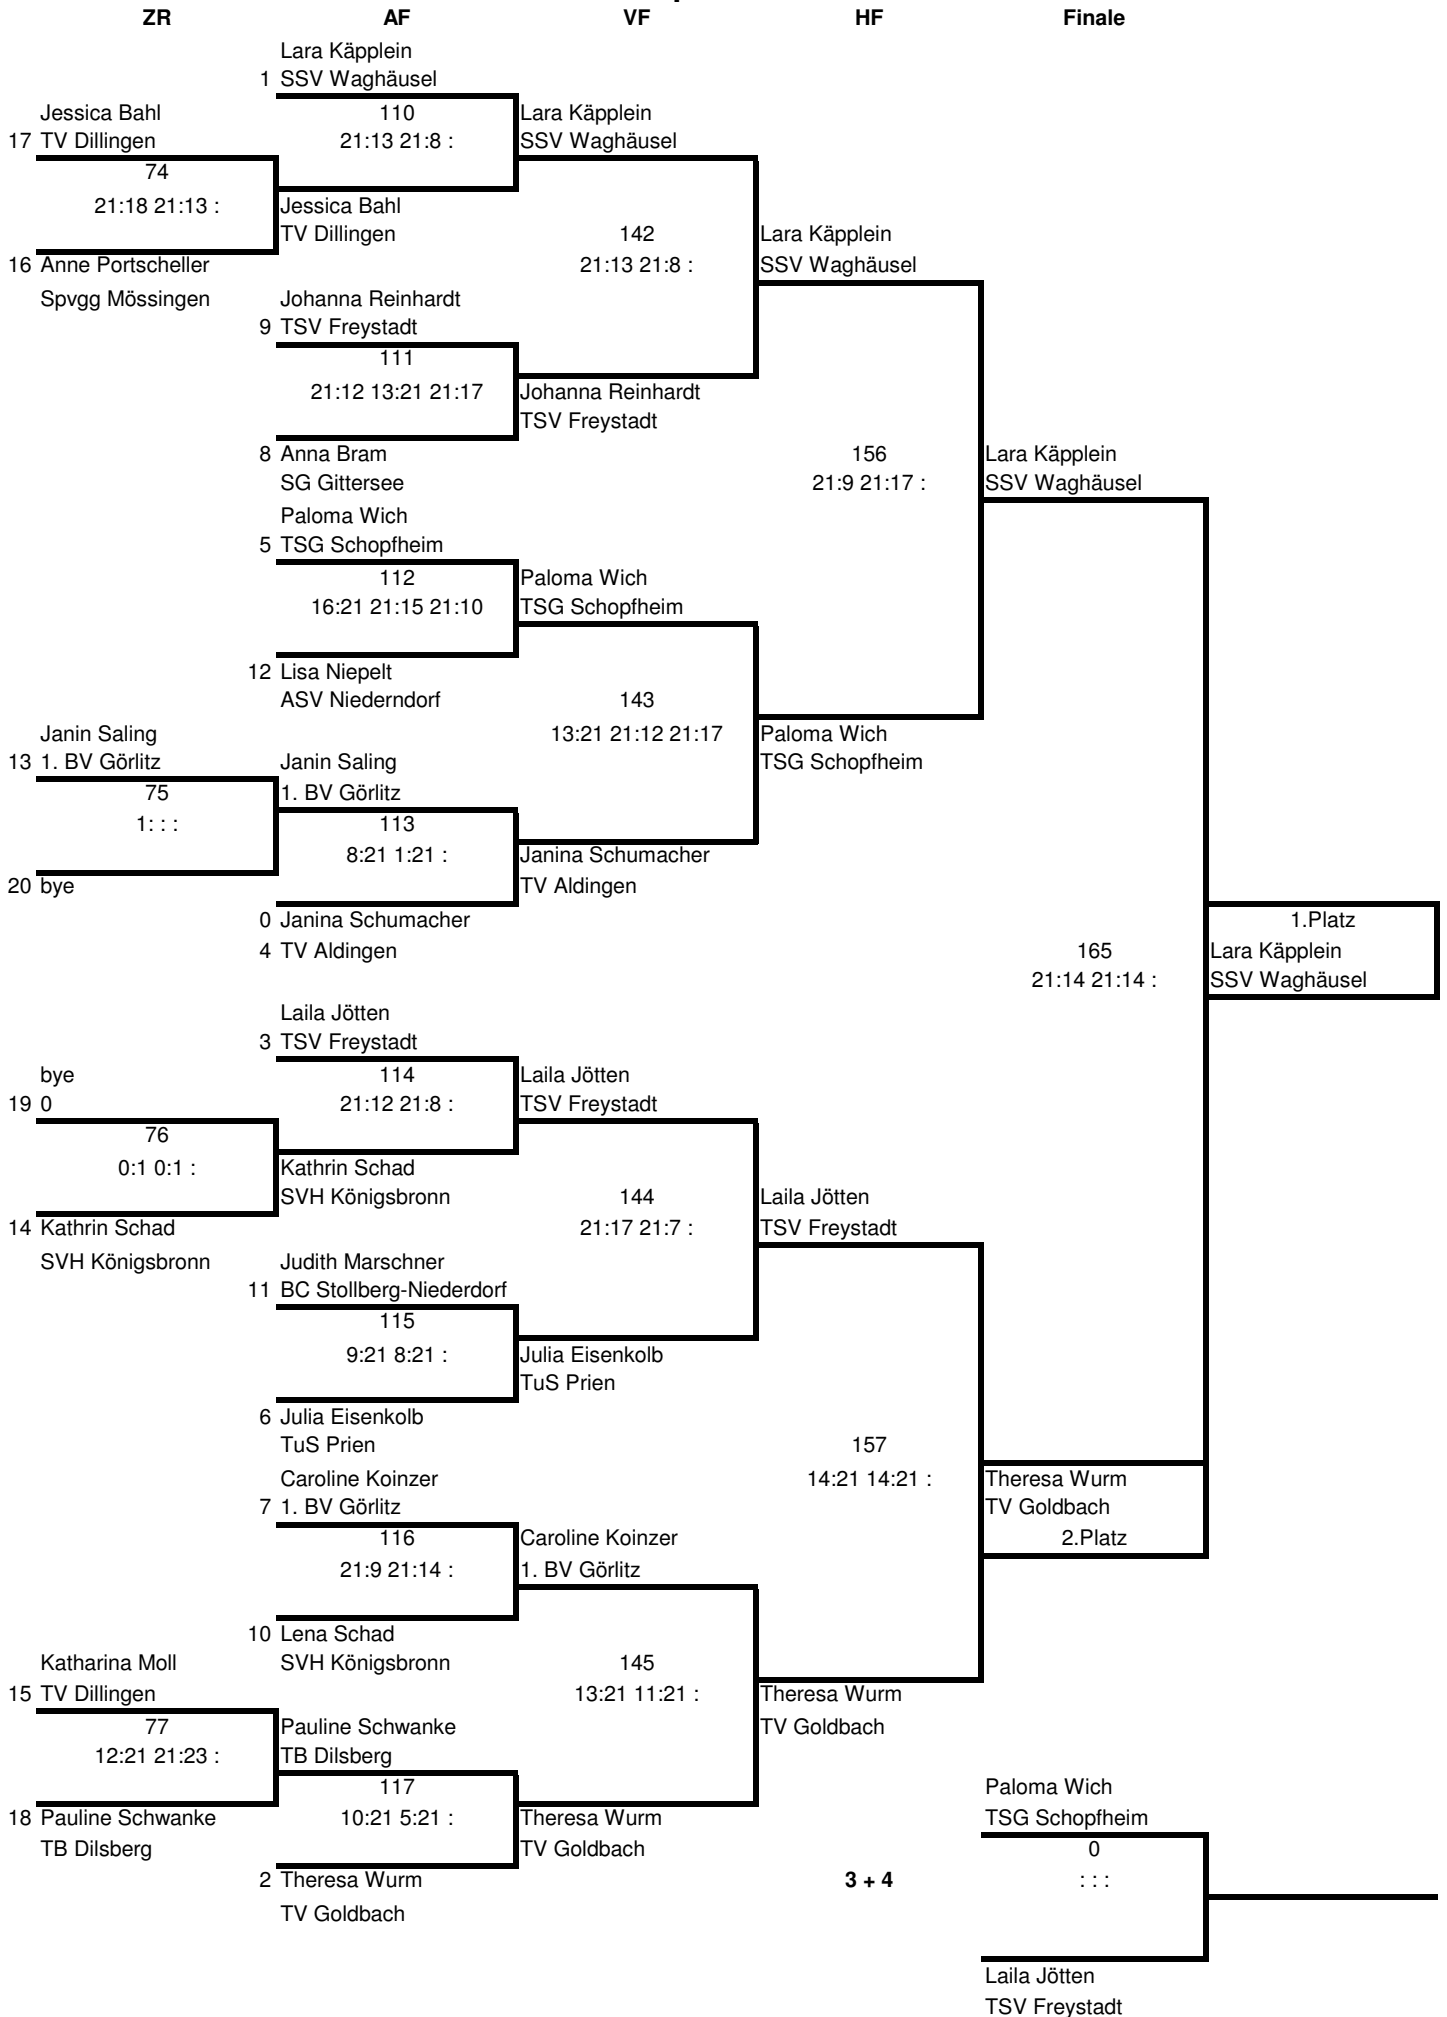 ZR AF VF HF Finale
Lara Käpplein
1 SSV Waghäusel
Jessica Bahl 110 Lara Käpplein
17 TV Dillingen 21:13 21:8 : SSV Waghäusel
74
21:18 21:13 : Jessica Bahl
TV Dillingen 142 Lara Käpplein
16 Anne Portscheller 21:13 21:8 : SSV Waghäusel
Spvgg Mössingen Johanna Reinhardt
9 TSV Freystadt
111
21:12 13:21 21:17 Johanna Reinhardt
TSV Freystadt
8 Anna Bram 156 Lara Käpplein
SG Gittersee 21:9 21:17 : SSV Waghäusel
Paloma Wich
5 TSG Schopfheim
112 Paloma Wich
16:21 21:15 21:10 TSG Schopfheim
12 Lisa Niepelt
ASV Niederndorf 143
Janin Saling 13:21 21:12 21:17 Paloma Wich
13 1. BV Görlitz Janin Saling TSG Schopfheim
75 1. BV Görlitz
1: : : 113
8:21 1:21 : Janina Schumacher
20 bye TV Aldingen
0 Janina Schumacher 1.Platz
4 TV Aldingen 165 Lara Käpplein
21:14 21:14 : SSV Waghäusel
Laila Jötten
3 TSV Freystadt
bye 114 Laila Jötten
19 0 21:12 21:8 : TSV Freystadt
76
0:1 0:1 : Kathrin Schad
SVH Königsbronn 144 Laila Jötten
14 Kathrin Schad 21:17 21:7 : TSV Freystadt
SVH Königsbronn Judith Marschner
11 BC Stollberg-Niederdorf
115
9:21 8:21 : Julia Eisenkolb
TuS Prien
6 Julia Eisenkolb
TuS Prien 157
Caroline Koinzer 14:21 14:21 : Theresa Wurm
7 1. BV Görlitz TV Goldbach
116 Caroline Koinzer 2.Platz
21:9 21:14 : 1. BV Görlitz
10 Lena Schad
Katharina Moll SVH Königsbronn 145
15 TV Dillingen 13:21 11:21 : Theresa Wurm
77 Pauline Schwanke TV Goldbach
12:21 21:23 : TB Dilsberg
117 Paloma Wich
18 Pauline Schwanke 10:21 5:21 : Theresa Wurm TSG Schopfheim
TB Dilsberg TV Goldbach 0
2 Theresa Wurm 3 + 4 : : :
TV Goldbach
Laila Jötten
TSV Freystadt